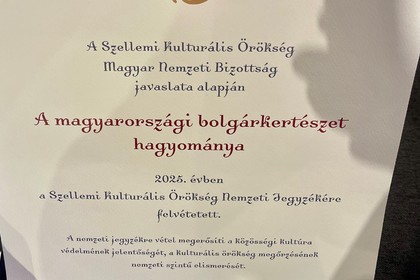 A Szellemi Kulturális Örökség
Magyar Nemzeti Bizottság
javaslata alapján
A magyarországi bolgárkertészet
hagyománya
2025. évben
a Szellemi Kulturális Örökség Nemzeti Jegyzékére
felvétetett.
A nemzeti jegyzékre vétel megerősíti a közösségi kultúra
védelmének jelentőségét, a kulturális örökség megőrzésének
nemzeti szintű elismerését.